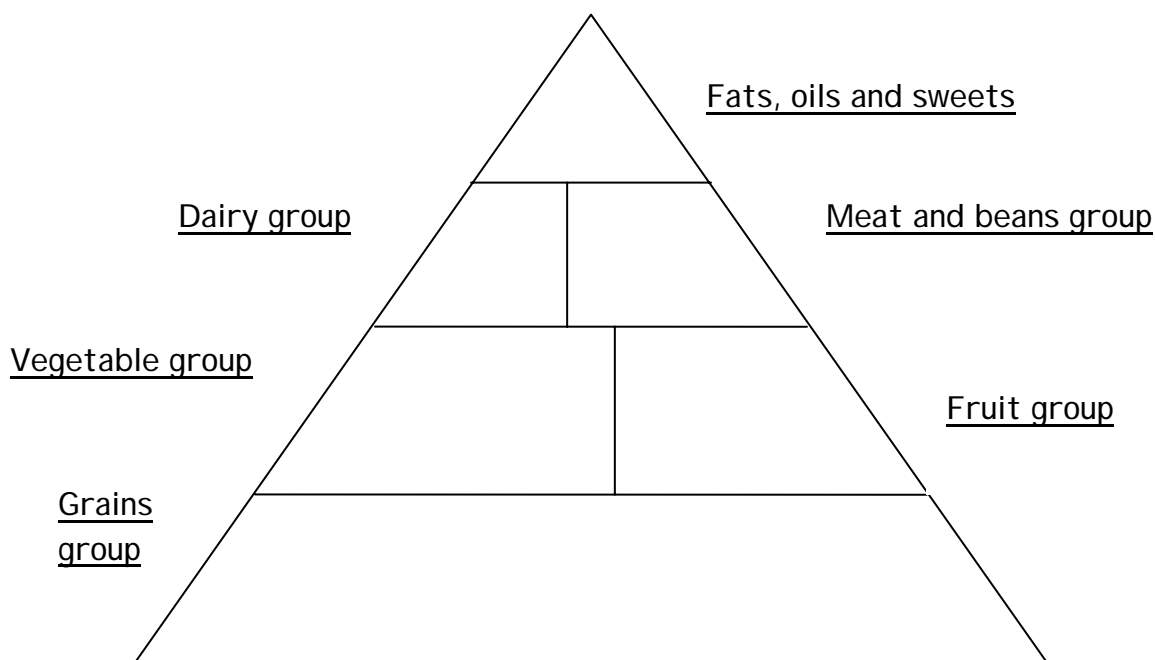 Fats, oils and sweets
Dairy group
Meat and beans group
Vegetable group
Fruit group
Grains
group